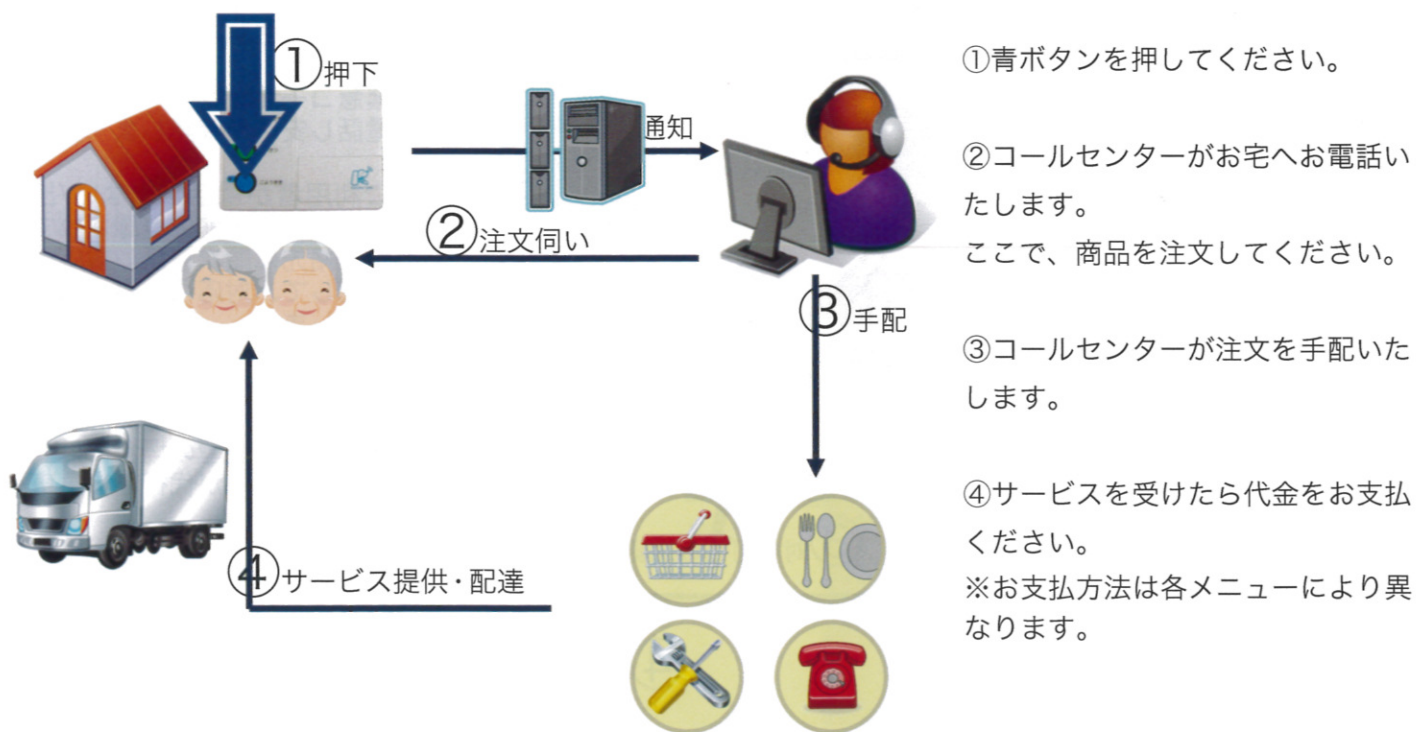 ①押下
通知
②注文伺い
③手配
④サービス提供・配達
①青ボタンを押してください。
②コールセンターがお宅へお電話い
たします。
ここで、商品を注文してください。
③コールセンターが注文を手配いた
します。
④サービスを受けたら代金をお支払
ください。
※お支払方法は各メニューにより異
なります。